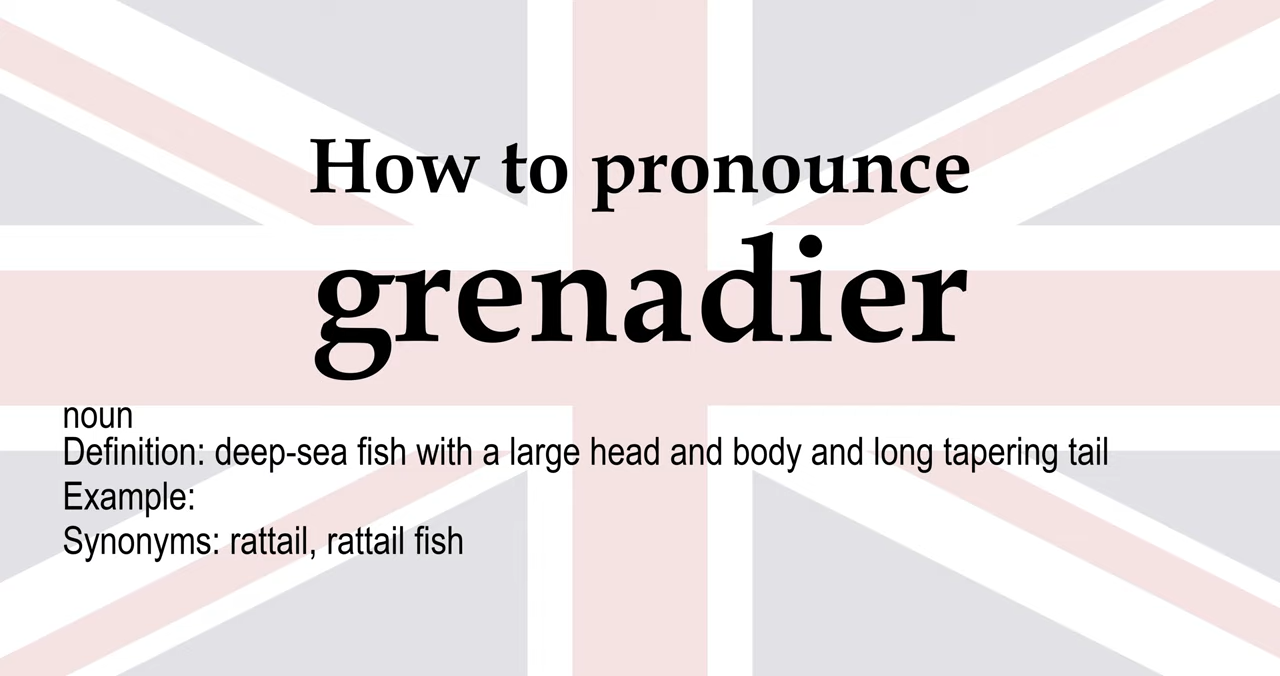 How to pronounce
grenadier
noun
Definition: deep-sea fish with a large head and body and long tapering tail
Example:
Synonyms: rattail, rattail fish